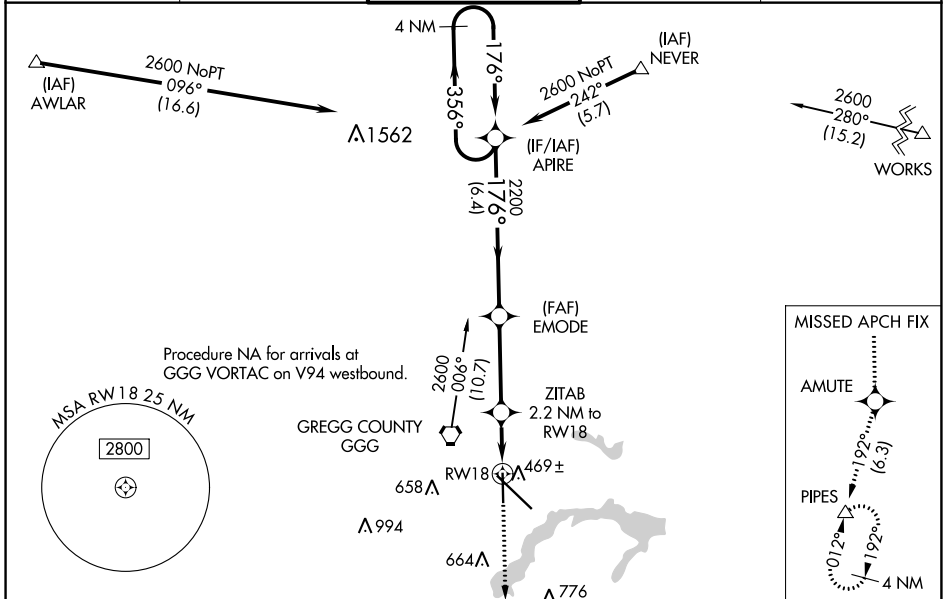 4 NM
176°
356°
2600 NoPT
096°
(16.6)
(IAF)
AWLAR
1562
(IAF)
NEVER
2600 NoPT
242°
(5.7)
(IF/IAF)
APIRE
2600
280°
(15.2)
WORKS
2200
176°
(6.4)
(FAF)
EMODE
Procedure NA for arrivals at
GGG VORTAC on V94 westbound.
2600
006°
(10.7)
GREGG COUNTY
GGG
ZITAB
2.2 NM to
RW18
RW18
469±
658
994
664
776
MSA RW18 25 NM
2800
MISSED APCH FIX
AMUTE
192°
(6.3)
PIPES
012°
192°
4 NM